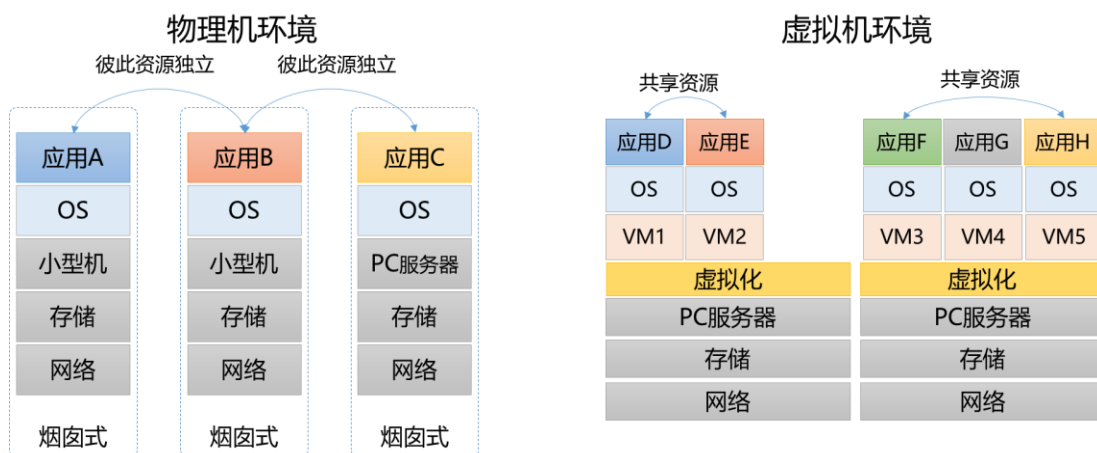 物理机环境
彼此资源独立 彼此资源独立
应用A 应用B 应用C
OS OS OS
小型机 小型机 PC服务器
存储 存储 存储
网络 网络 网络
烟囱式 烟囱式 烟囱式
虚拟机环境
共享资源 共享资源
应用D 应用E 应用F 应用G 应用H
OS OS OS OS OS
VM1 VM2 VM3 VM4 VM5
虚拟化 虚拟化
PC服务器 PC服务器
存储 存储
网络 网络